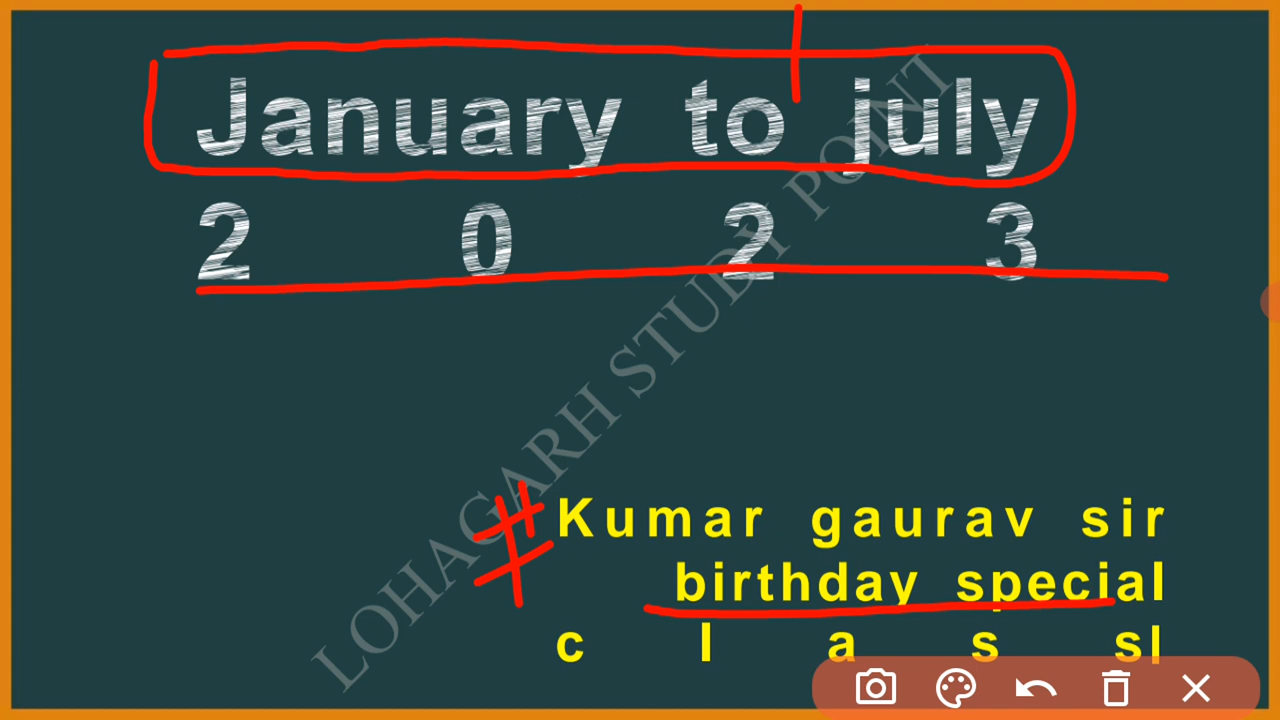 January to july
2 0 2 3
LOHAGARH STUDY POINT
# Kumar gaurav sir
birthday special
c l a s sl